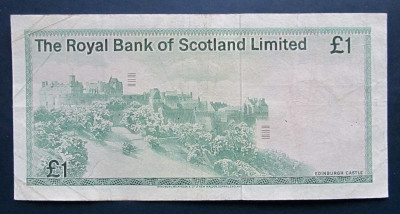 The Royal Bank of Scotland Limited £1
£1
EDINBURGH CASTLE